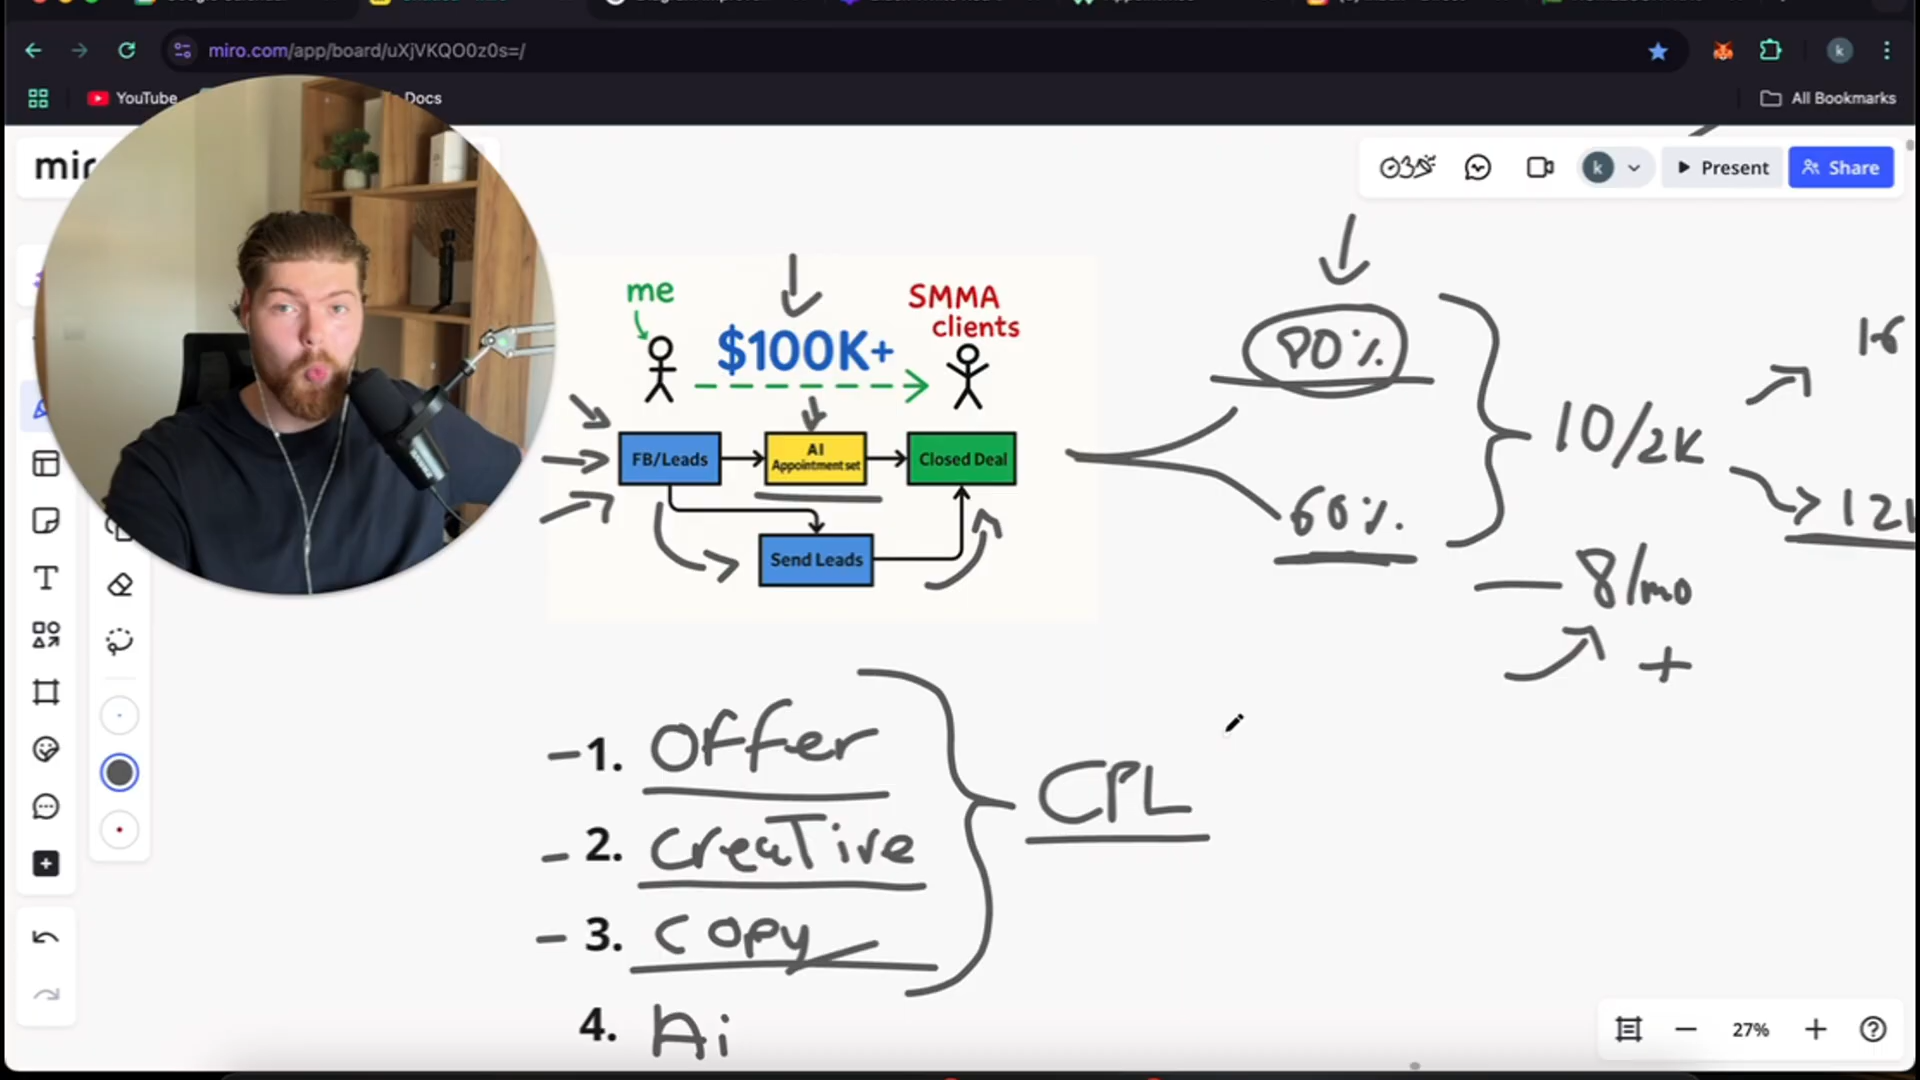 miro.com/app/board/uXjVKQO0z0s=/
k
YouTube
Docs
All Bookmarks
k
Present
Share
me
$100K+
SMMA
clients
FB/Leads
AI
Appointment set
Closed Deal
Send Leads
60%.
10/2K
8/mo
+
-1. Offer
- 2. Creative
- 3. Copy
4. Ai
CPL
27%